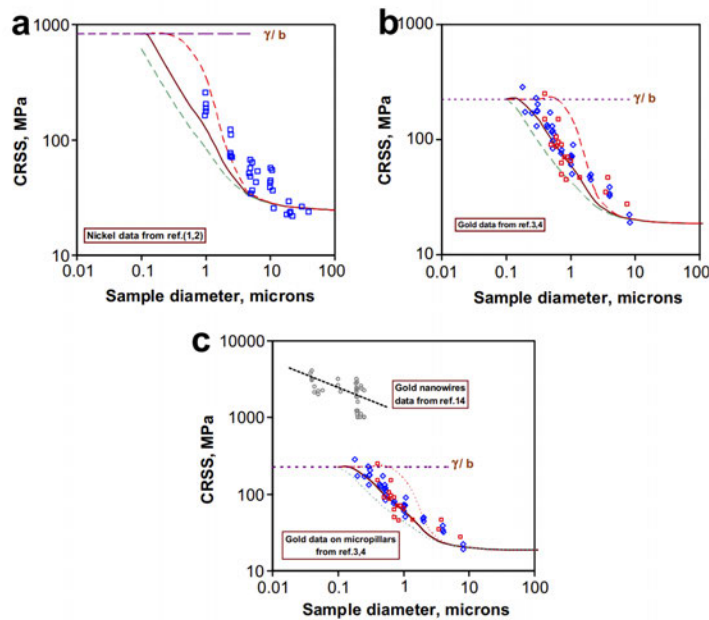 a
1000
γ/ b
CRSS, MPa
100
Nickel data from ref.(1,2)
10
0.01 0.1 1 10 100
Sample diameter, microns
b
1000
γ/ b
CRSS, MPa
100
Gold data from ref.3,4
10
0.01 0.1 1 10 100
Sample diameter, microns
c
10000
Gold nanowires
data from ref.14
1000
CRSS, MPa
γ/ b
100
Gold data on micropillars
from ref.3,4
10
0.01 0.1 1 10 100
Sample diameter, microns